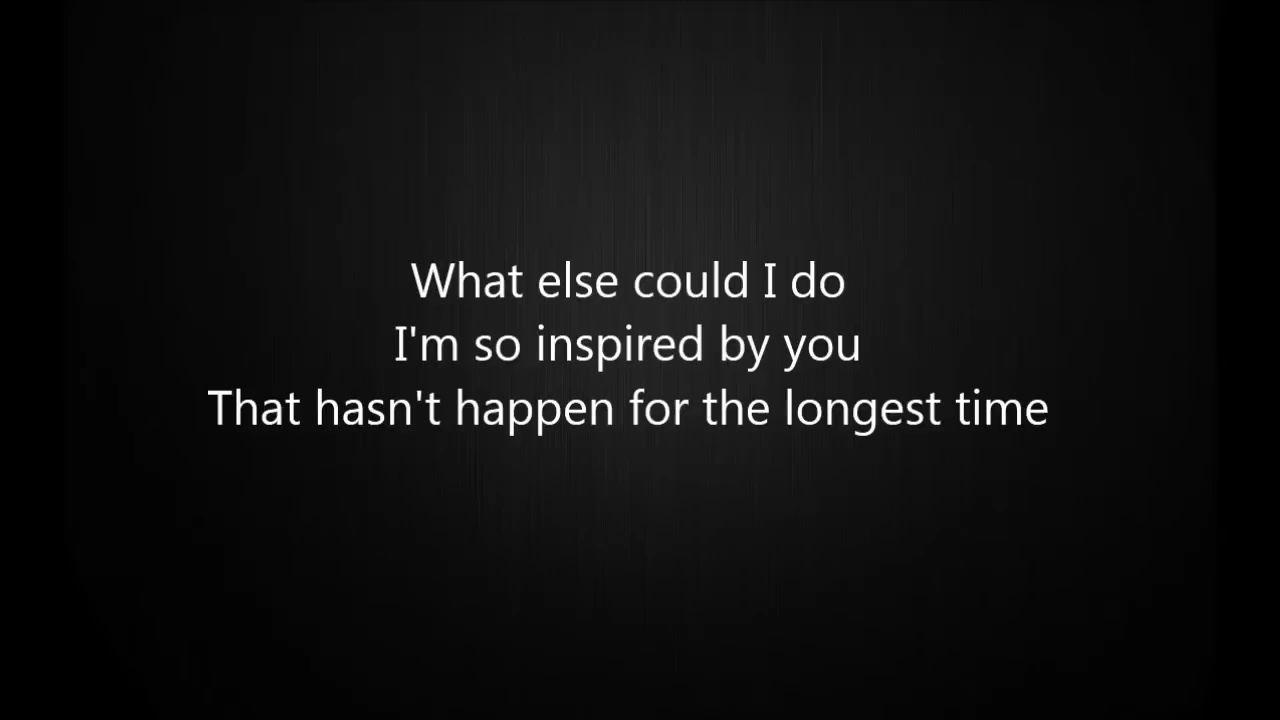 What else could I do
I'm so inspired by you
That hasn't happen for the longest time